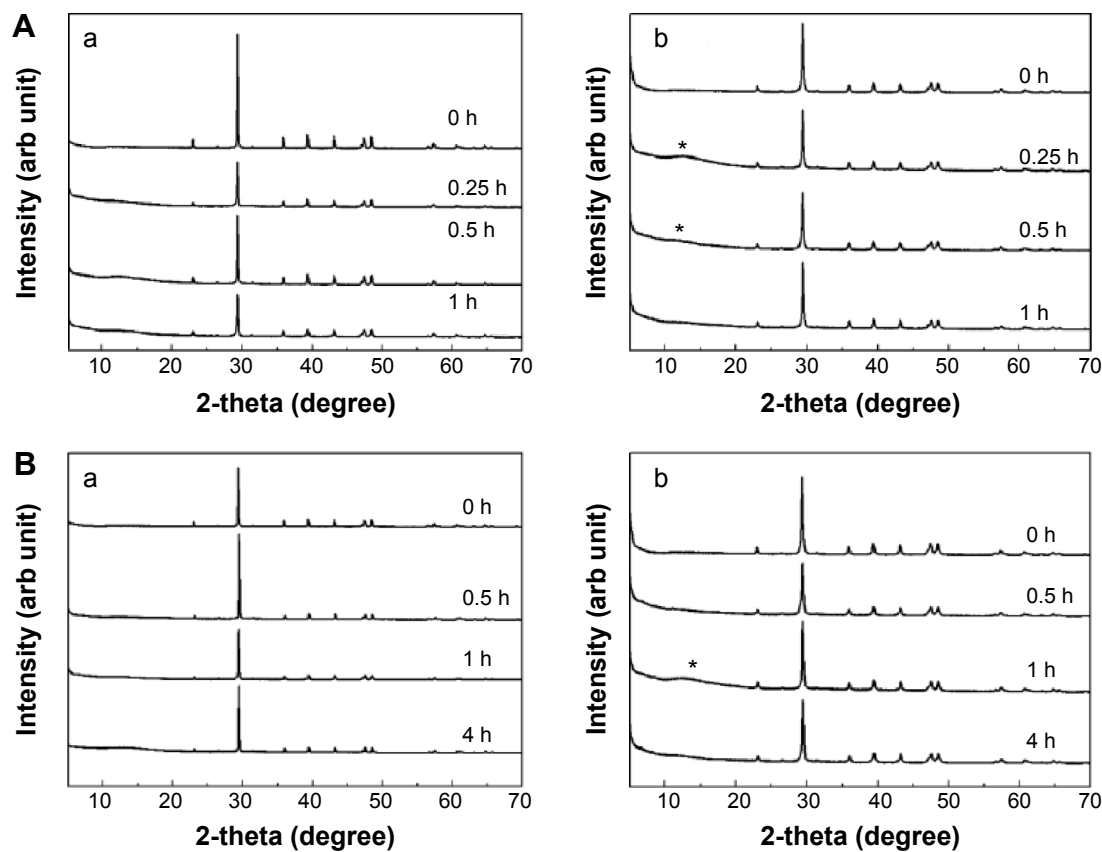 A
a
0 h
0.25 h
0.5 h
1 h
Intensity (arb unit)
10 20 30 40 50 60 70
2-theta (degree)
b
0 h
*
0.25 h
*
0.5 h
1 h
Intensity (arb unit)
10 20 30 40 50 60 70
2-theta (degree)
B
a
0 h
0.5 h
1 h
4 h
Intensity (arb unit)
10 20 30 40 50 60 70
2-theta (degree)
b
0 h
0.5 h
*
1 h
4 h
Intensity (arb unit)
10 20 30 40 50 60 70
2-theta (degree)